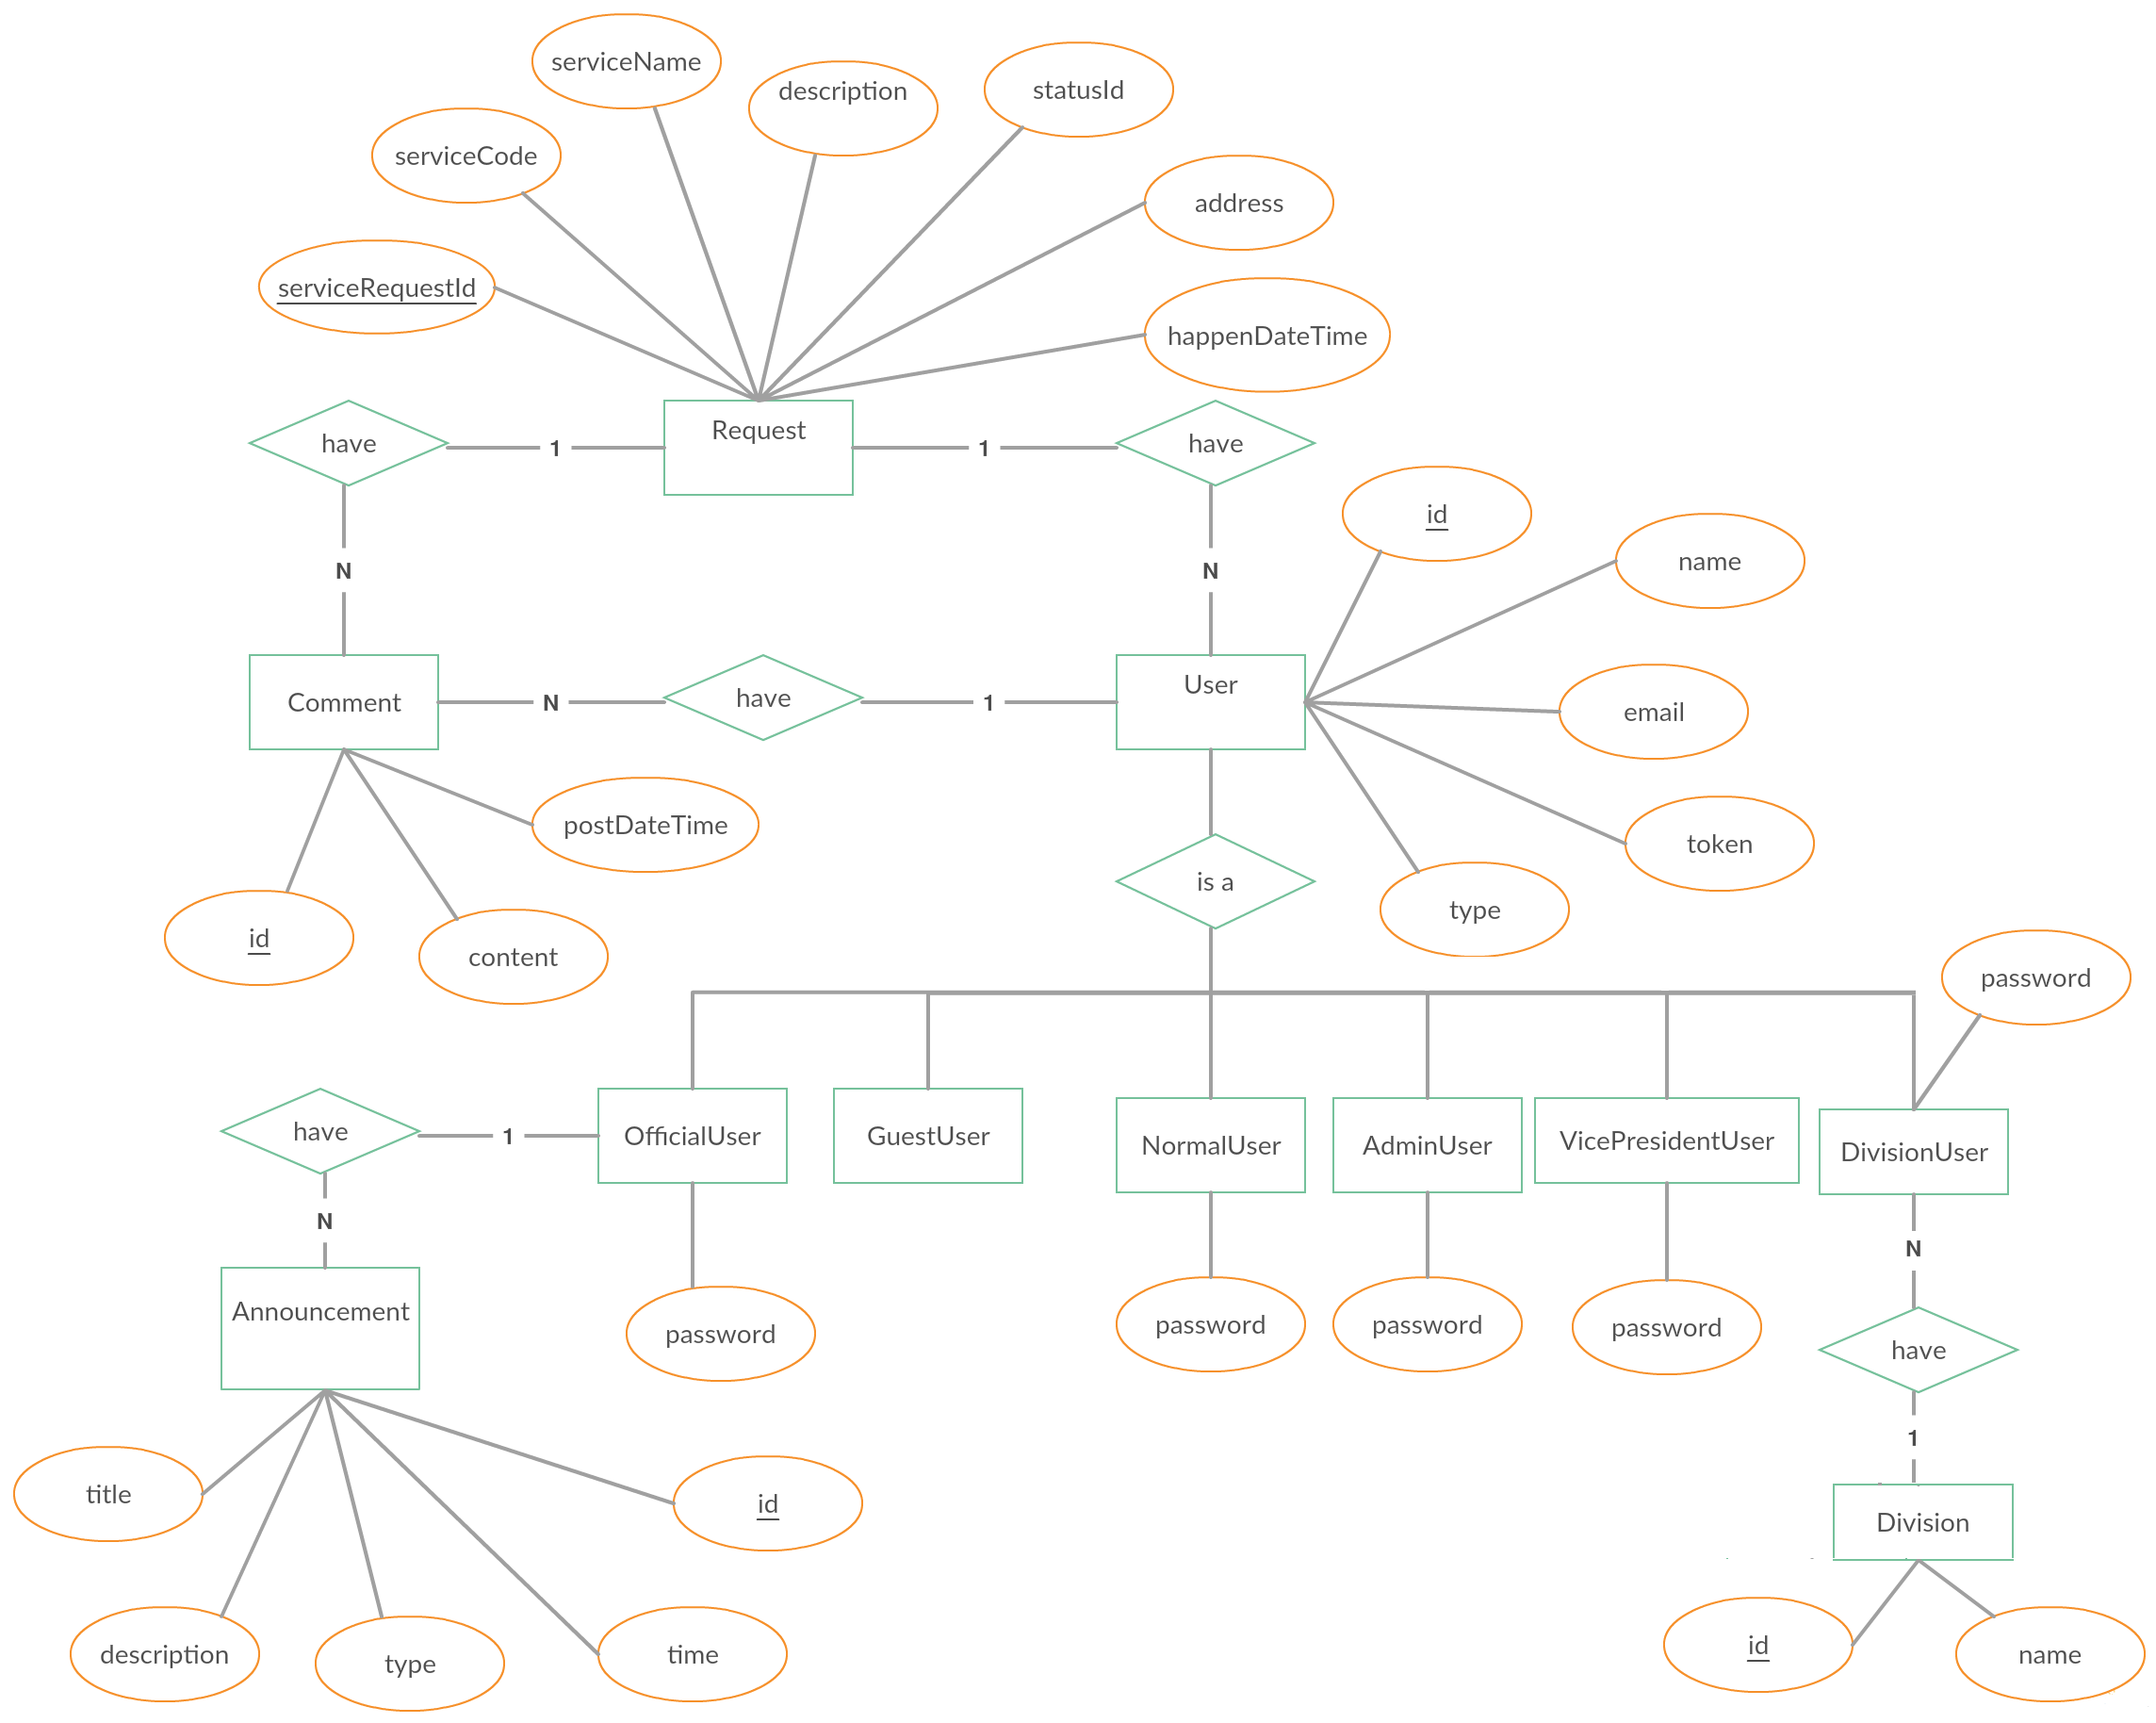 serviceName
description
statusId
serviceCode
address
serviceRequestId
happenDateTime
Request
have
1
1
have
id
name
N
N
Comment
N
have
1
User
email
postDateTime
token
is a
type
id
content
password
have
1
OfficialUser
GuestUser
NormalUser
AdminUser
VicePresidentUser
DivisionUser
N
N
Announcement
password
password
password
password
have
1
title
id
Division
description
type
time
id
name